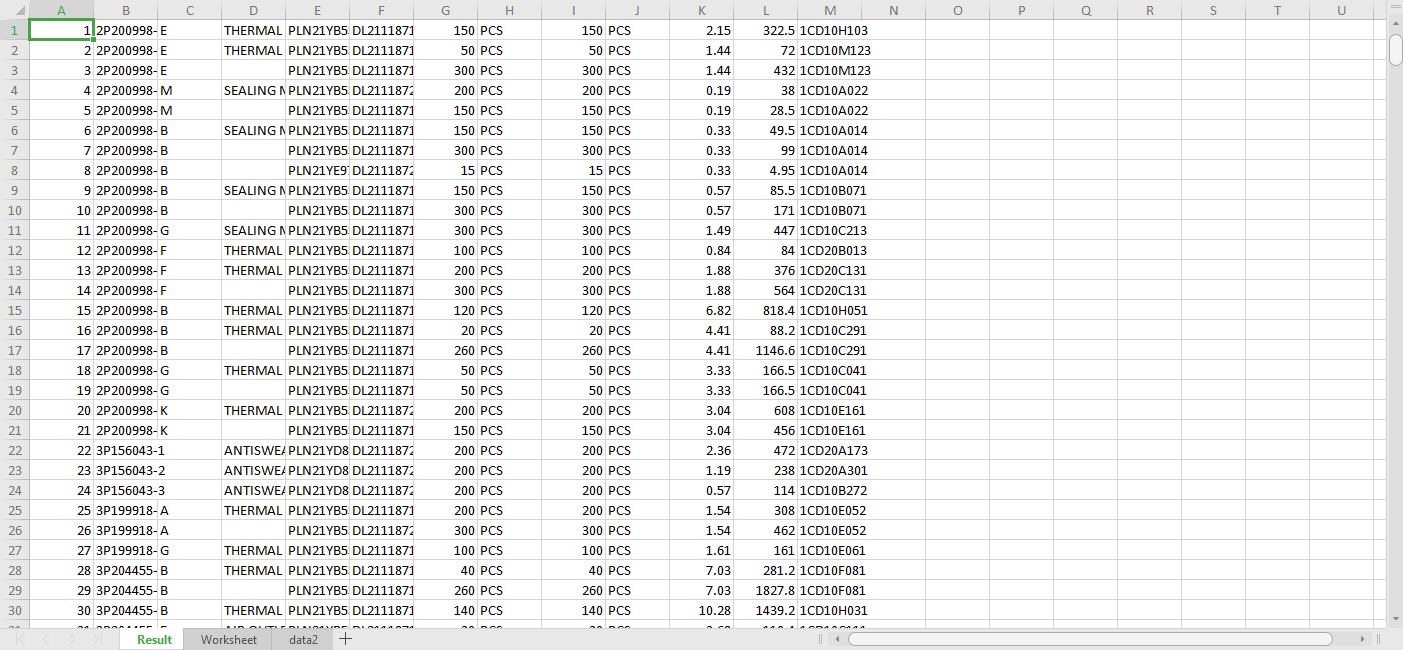 A B C D E F G H I J K L M N O P Q R S T U
1 1 2P200998- E THERMAL PLN21YB5 DL2111871 150 PCS 150 PCS 2.15 322.5 1CD10H103
2 2 2P200998- E THERMAL PLN21YB5 DL2111871 50 PCS 50 PCS 1.44 72 1CD10M123
3 3 2P200998- E PLN21YB5 DL2111871 300 PCS 300 PCS 1.44 432 1CD10M123
4 4 2P200998- M SEALING M PLN21YB5 DL2111872 200 PCS 200 PCS 0.19 38 1CD10A022
5 5 2P200998- M PLN21YB5 DL2111871 150 PCS 150 PCS 0.19 28.5 1CD10A022
6 6 2P200998- B SEALING M PLN21YB5 DL2111871 150 PCS 150 PCS 0.33 49.5 1CD10A014
7 7 2P200998- B PLN21YB5 DL2111871 300 PCS 300 PCS 0.33 99 1CD10A014
8 8 2P200998- B PLN21YE9 DL2111872 15 PCS 15 PCS 0.33 4.95 1CD10A014
9 9 2P200998- B SEALING M PLN21YB5 DL2111871 150 PCS 150 PCS 0.57 85.5 1CD10B071
10 10 2P200998- B PLN21YB5 DL2111871 300 PCS 300 PCS 0.57 171 1CD10B071
11 11 2P200998- G SEALING M PLN21YB5 DL2111871 300 PCS 300 PCS 1.49 447 1CD10C213
12 12 2P200998- F THERMAL PLN21YB5 DL2111871 100 PCS 100 PCS 0.84 84 1CD20B013
13 13 2P200998- F THERMAL PLN21YB5 DL2111871 200 PCS 200 PCS 1.88 376 1CD20C131
14 14 2P200998- F PLN21YB5 DL2111871 300 PCS 300 PCS 1.88 564 1CD20C131
15 15 2P200998- B THERMAL PLN21YB5 DL2111871 120 PCS 120 PCS 6.82 818.4 1CD10H051
16 16 2P200998- B THERMAL PLN21YB5 DL2111871 20 PCS 20 PCS 4.41 88.2 1CD10C291
17 17 2P200998- B PLN21YB5 DL2111871 260 PCS 260 PCS 4.41 1146.6 1CD10C291
18 18 2P200998- G THERMAL PLN21YB5 DL2111871 50 PCS 50 PCS 3.33 166.5 1CD10C041
19 19 2P200998- G PLN21YB5 DL2111871 50 PCS 50 PCS 3.33 166.5 1CD10C041
20 20 2P200998- K THERMAL PLN21YB5 DL2111872 200 PCS 200 PCS 3.04 608 1CD10E161
21 21 2P200998- K PLN21YB5 DL2111871 150 PCS 150 PCS 3.04 456 1CD10E161
22 22 3P156043-1 ANTISWEA PLN21YD8 DL2111872 200 PCS 200 PCS 2.36 472 1CD20A173
23 23 3P156043-2 ANTISWEA PLN21YD8 DL2111872 200 PCS 200 PCS 1.19 238 1CD20A301
24 24 3P156043-3 ANTISWEA PLN21YD8 DL2111872 200 PCS 200 PCS 0.57 114 1CD10B272
25 25 3P199918- A THERMAL PLN21YB5 DL2111872 200 PCS 200 PCS 1.54 308 1CD10E052
26 26 3P199918- A PLN21YB5 DL2111872 300 PCS 300 PCS 1.54 462 1CD10E052
27 27 3P199918- G THERMAL PLN21YB5 DL2111871 100 PCS 100 PCS 1.61 161 1CD10E061
28 28 3P204455- B THERMAL PLN21YB5 DL2111871 40 PCS 40 PCS 7.03 281.2 1CD10F081
29 29 3P204455- B PLN21YB5 DL2111871 260 PCS 260 PCS 7.03 1827.8 1CD10F081
30 30 3P204455- B THERMAL PLN21YB5 DL2111871 140 PCS 140 PCS 10.28 1439.2 1CD10H031
Result Worksheet data2